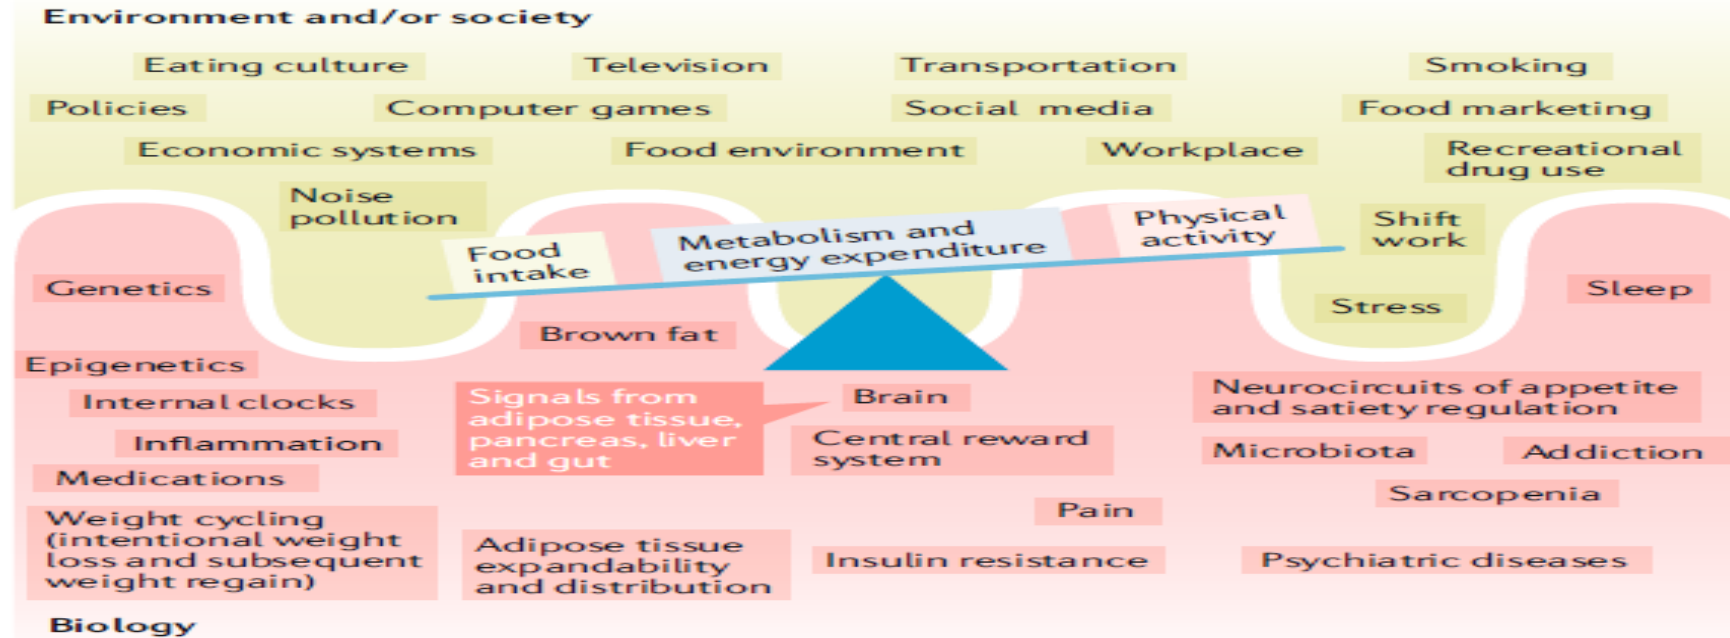 Environment and/or society
Eating culture
Television
Transportation
Smoking
Policies
Computer games
Social media
Food marketing
Economic systems
Food environment
Workplace
Recreational
drug use
Noise
pollution
Food
intake
Metabolism and
energy expenditure
Physical
activity
Shift
work
Genetics
Sleep
Stress
Brown fat
Epigenetics
Internal clocks
Inflammation
Medications
Signals from
adipose tissue,
pancreas, liver
and gut
Brain
Central reward
system
Neurocircuits of appetite
and satiety regulation
Microbiota
Addiction
Sarcopenia
Pain
Weight cycling
(intentional weight
loss and subsequent
weight regain)
Adipose tissue
expandability
and distribution
Insulin resistance
Psychiatric diseases
Biology